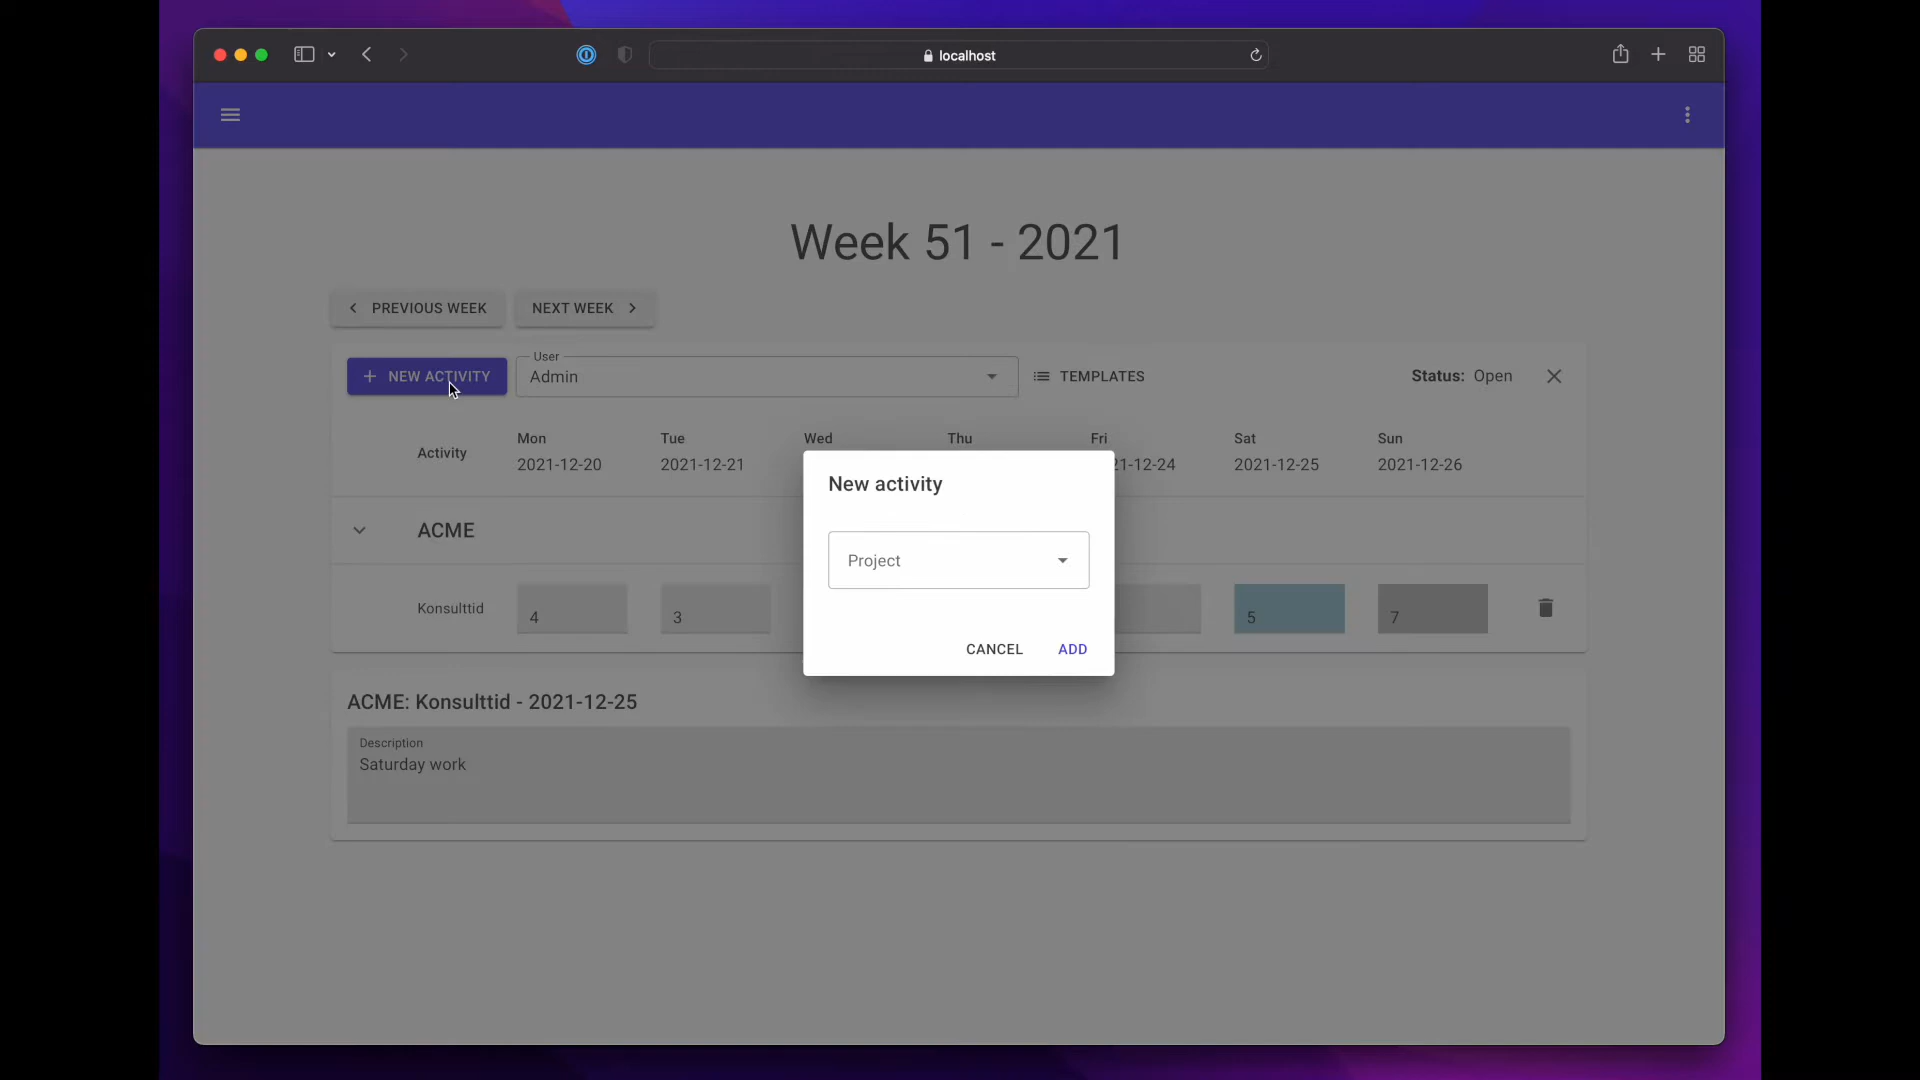 localhost
Week 51 - 2021
PREVIOUS WEEK NEXT WEEK
NEW ACTIVITY User Admin TEMPLATES Status: Open
Activity Mon Tue Wed Thu Fri Sat Sun
2021-12-20 2021-12-21 1-12-24 2021-12-25 2021-12-26
ACME
Konsulttid 4 3 5 7
New activity
Project
CANCEL ADD
ACME: Konsulttid - 2021-12-25
Description
Saturday work